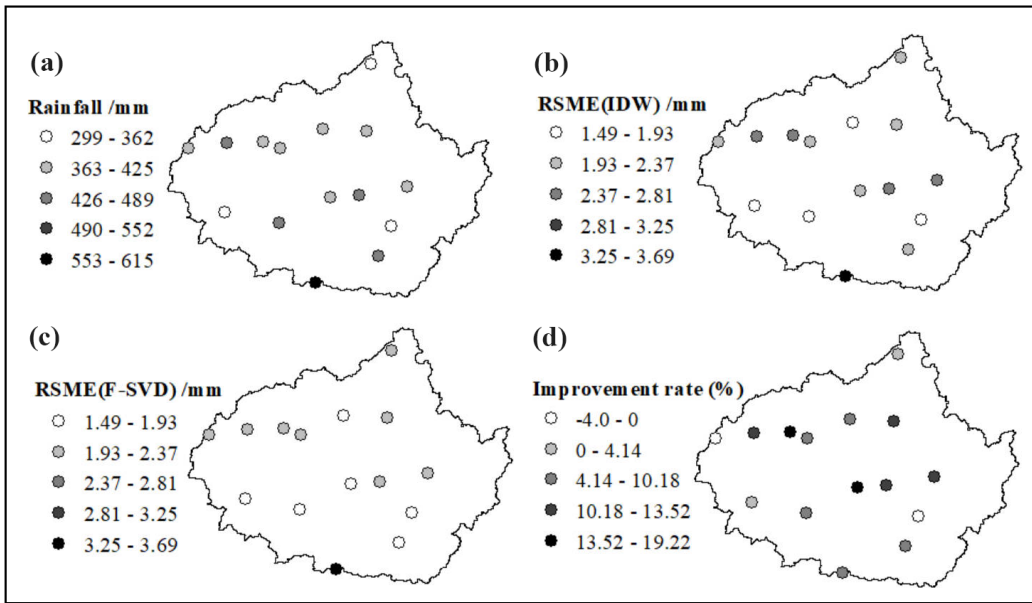 (a)
Rainfall /mm
299 - 362
363 - 425
426 - 489
490 - 552
553 - 615
(b)
RSME(IDW) /mm
1.49 - 1.93
1.93 - 2.37
2.37 - 2.81
2.81 - 3.25
3.25 - 3.69
(c)
RSME(F-SVD) /mm
1.49 - 1.93
1.93 - 2.37
2.37 - 2.81
2.81 - 3.25
3.25 - 3.69
(d)
Improvement rate (%)
-4.0 - 0
0 - 4.14
4.14 - 10.18
10.18 - 13.52
13.52 - 19.22